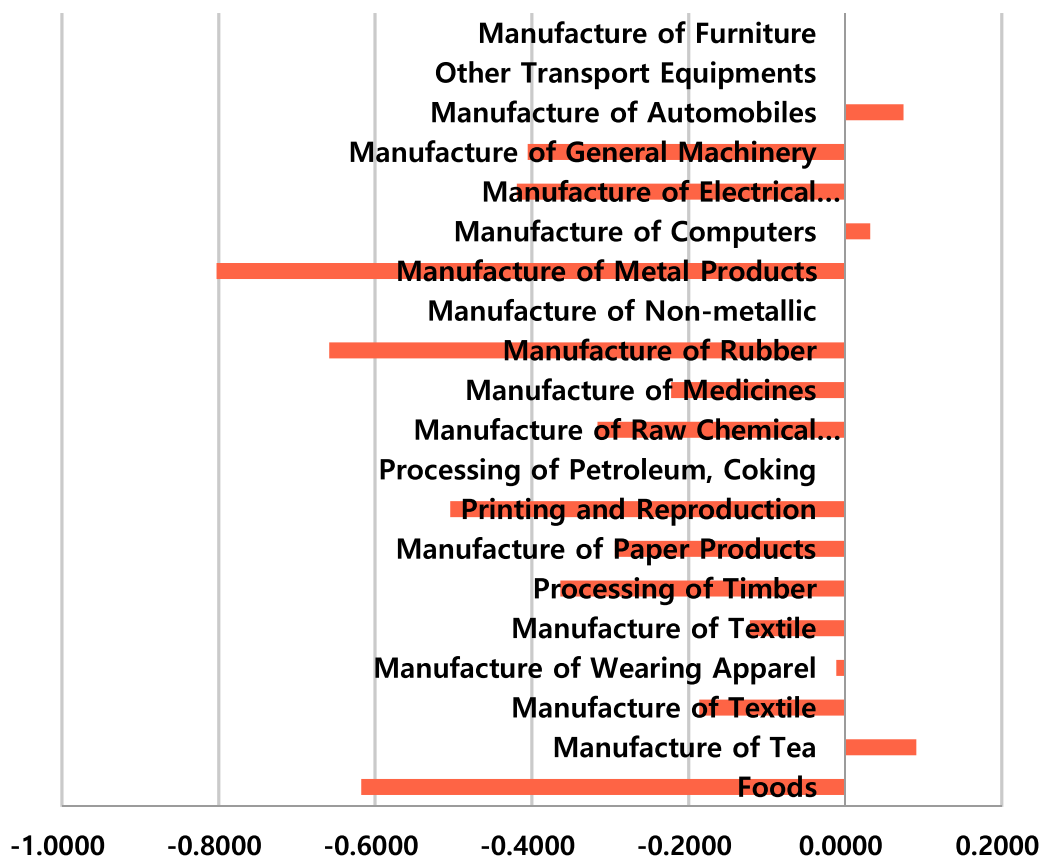 Manufacture of Furniture
Other Transport Equipments
Manufacture of Automobiles
Manufacture of General Machinery
Manufacture of Electrical...
Manufacture of Computers
Manufacture of Metal Products
Manufacture of Non-metallic
Manufacture of Rubber
Manufacture of Medicines
Manufacture of Raw Chemical...
Processing of Petroleum, Coking
Printing and Reproduction
Manufacture of Paper Products
Processing of Timber
Manufacture of Textile
Manufacture of Wearing Apparel
Manufacture of Textile
Manufacture of Tea
Foods
-1.0000 -0.8000 -0.6000 -0.4000 -0.2000 0.0000 0.2000